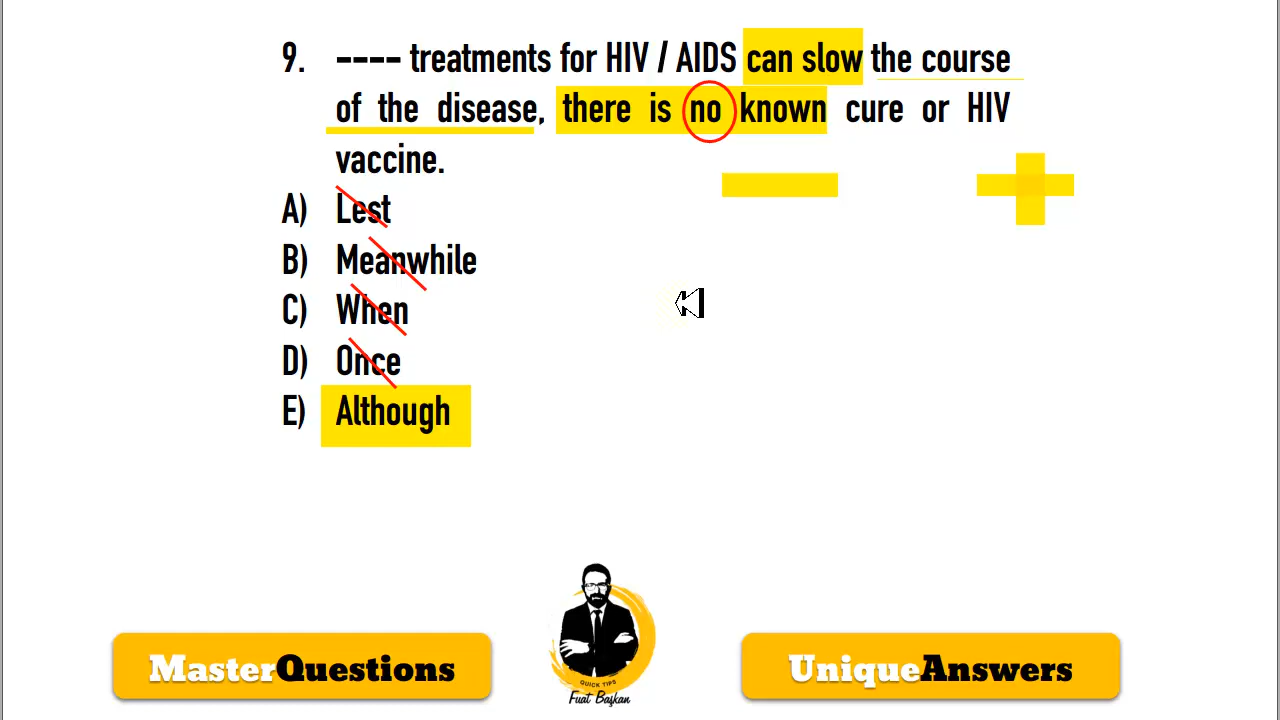 9. ---- treatments for HIV / AIDS can slow the course
of the disease, there is no known cure or HIV
vaccine.
A) Lest
B) Meanwhile
C) When
D) Once
E) Although
MasterQuestions
QUICK TIPS
Fuat Başkan
UniqueAnswers